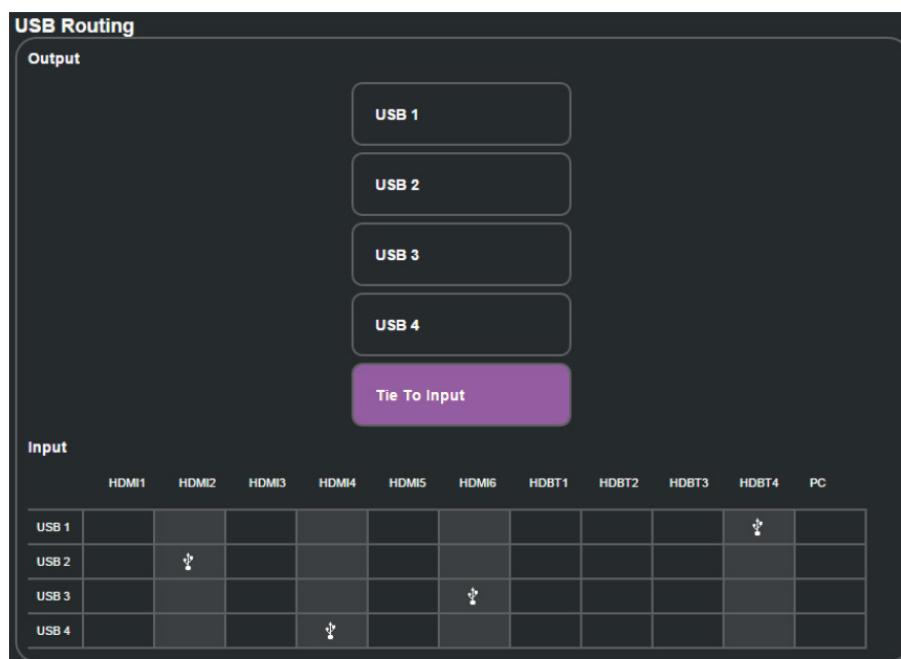 USB Routing
Output
USB 1
USB 2
USB 3
USB 4
Tie To Input
Input
HDMI1 HDMI2 HDMI3 HDMI4 HDMI5 HDMI6 HDBT1 HDBT2 HDBT3 HDBT4 PC
USB 1
USB 2
USB 3
USB 4